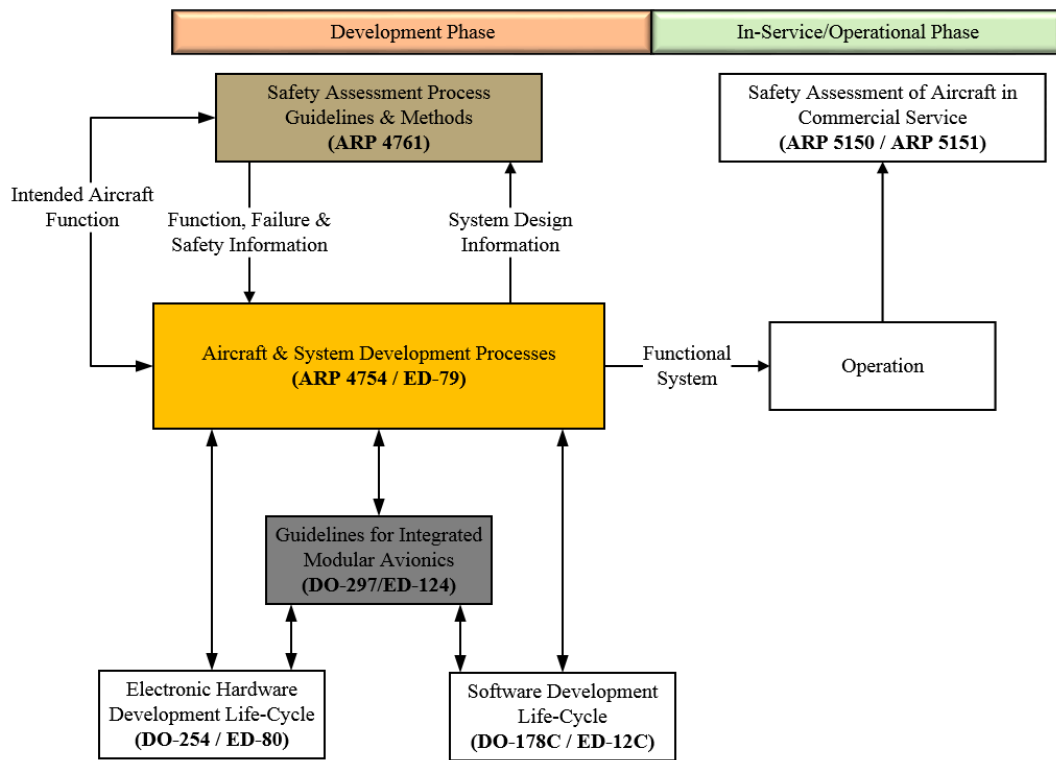 Development Phase
In-Service/Operational Phase
Safety Assessment Process
Guidelines & Methods
(ARP 4761)
Safety Assessment of Aircraft in
Commercial Service
(ARP 5150 / ARP 5151)
Intended Aircraft
Function
Function, Failure &
Safety Information
System Design
Information
Aircraft & System Development Processes
(ARP 4754 / ED-79)
Functional
System
Operation
Guidelines for Integrated
Modular Avionics
(DO-297/ED-124)
Electronic Hardware
Development Life-Cycle
(DO-254 / ED-80)
Software Development
Life-Cycle
(DO-178C / ED-12C)